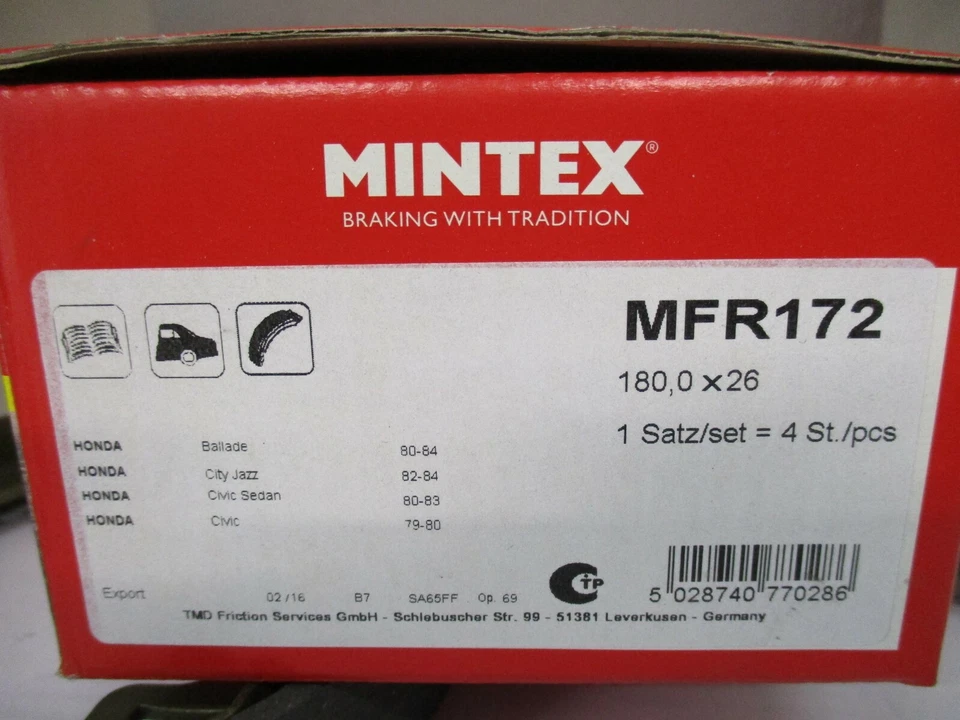 MINTEX®
BRAKING WITH TRADITION
MFR172
180,0 x 26
1 Satz/set = 4 St./pcs
HONDA Ballade 80-84
HONDA City Jazz 82-84
HONDA Civic Sedan 80-83
HONDA Civic 79-80
Export 02/16 B7 SA65FF Op. 69
CTP
5 028740 770286
TMD Friction Services GmbH - Schlebuscher Str. 99 - 51381 Leverkusen - Germany